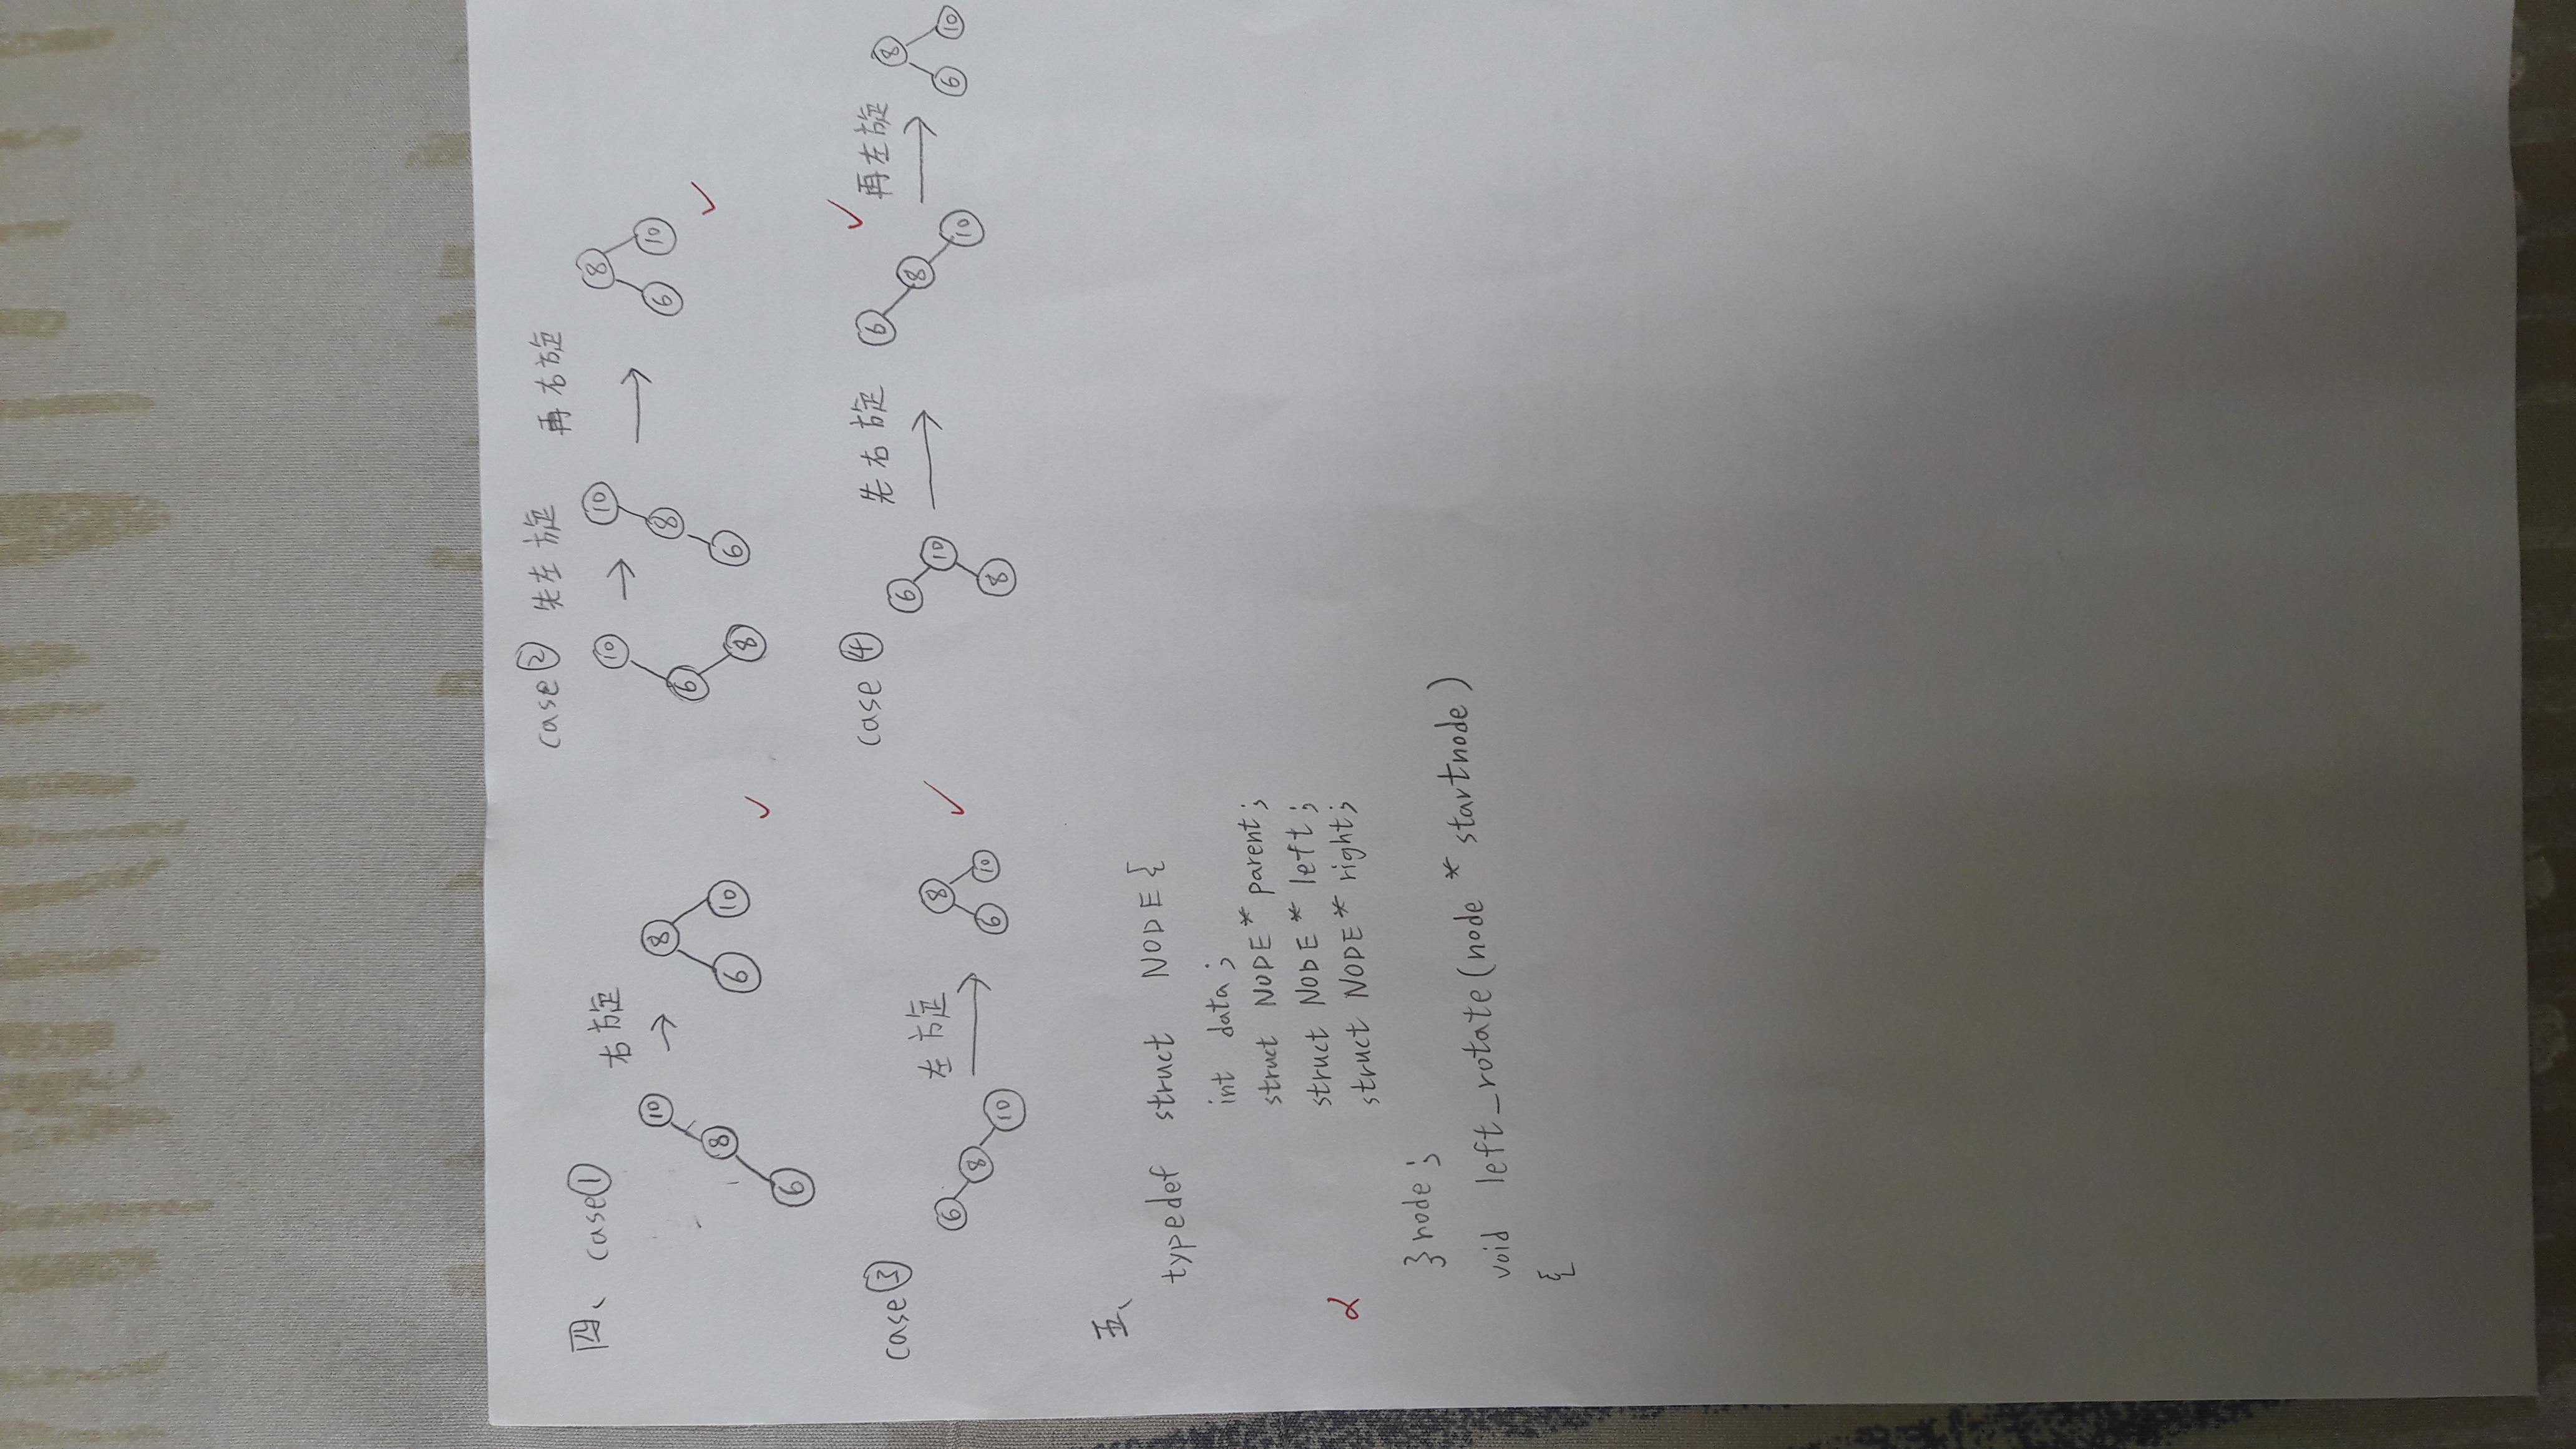 四、 case①
右旋
10 8
8 6 10
6
case② 先左旋 再右旋
10 10 8
6 8 6 10
8 6
case③
左旋
6 8 10
8
6 10
case④ 先右旋 再左旋
6 6 8
10 8 6 10
8 10
五、
typedef struct NODE{
int data;
struct NODE* parent;
struct NODE* left;
struct NODE* right;
}node;
void left_rotate(node * startnode)
{